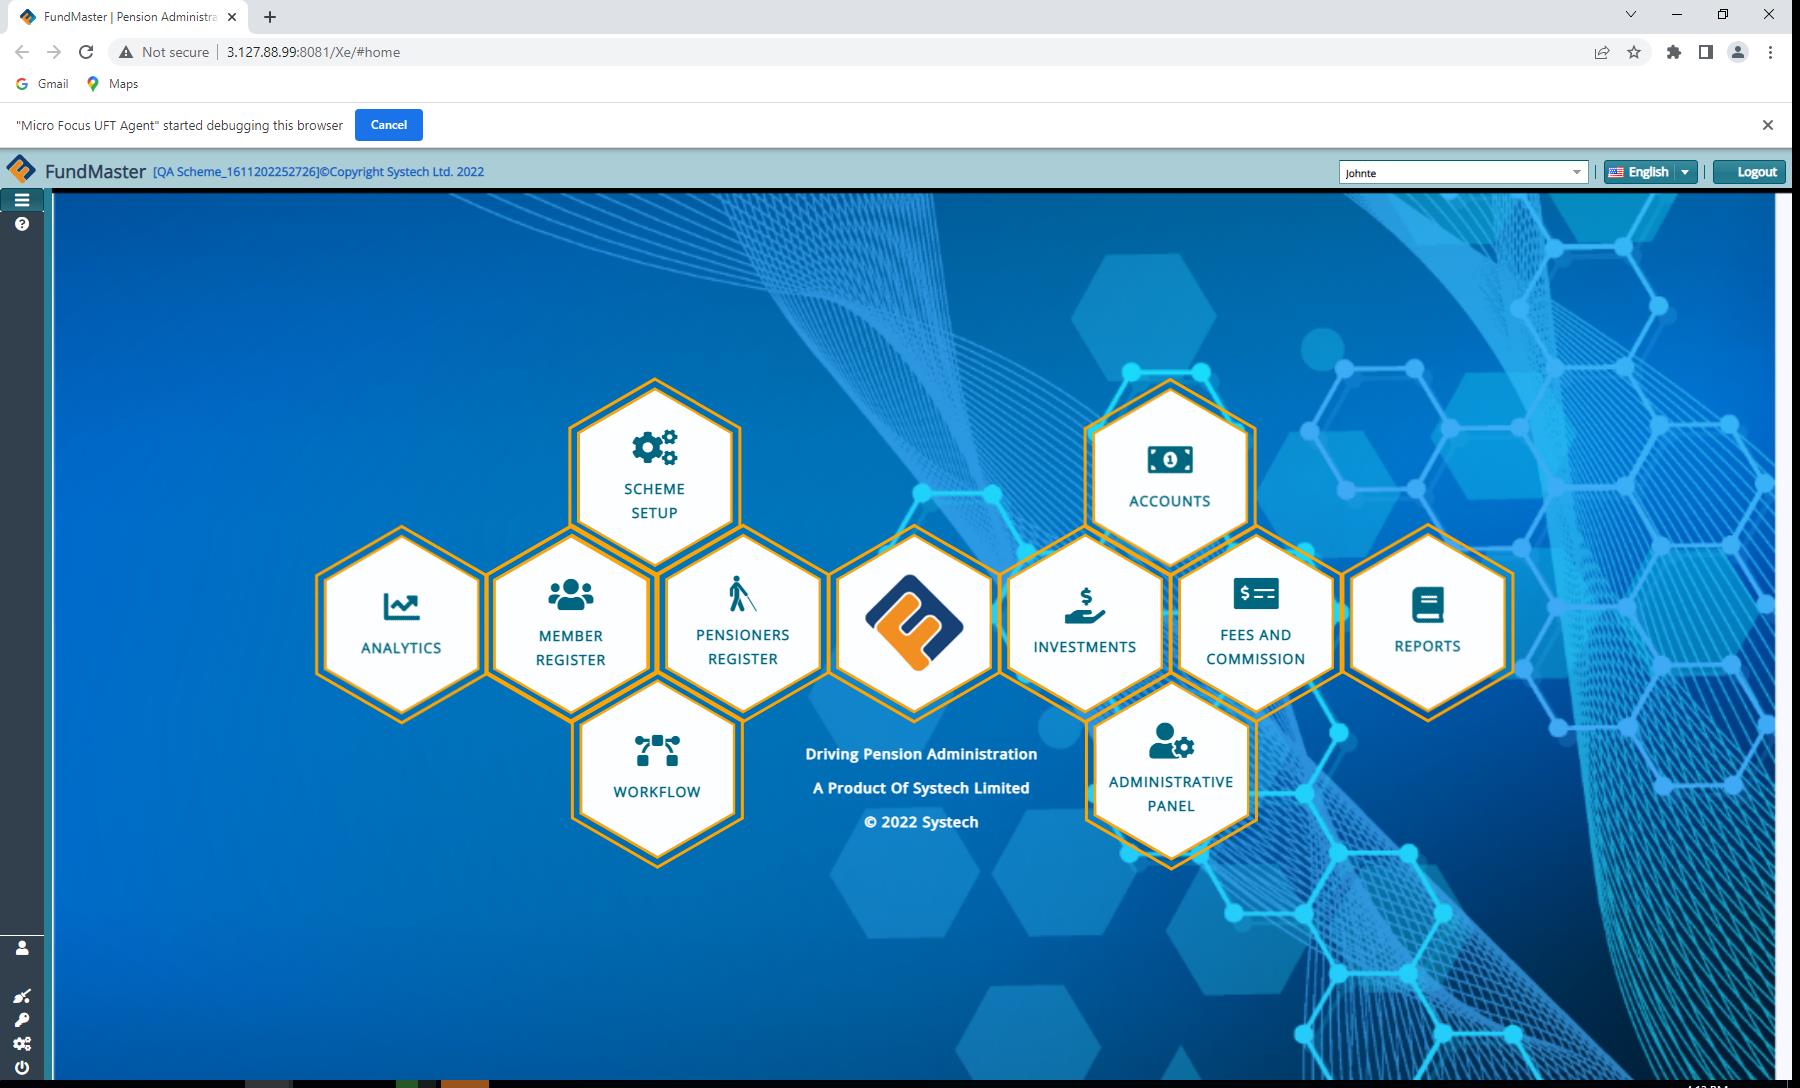 FundMaster | Pension Administra
Not secure
3.127.88.99:8081/Xe/#home
Gmail
Maps
"Micro Focus UFT Agent" started debugging this browser
Cancel
FundMaster
[QA Scheme_1611202252726]©Copyright Systech Ltd. 2022
Johnte
English
Logout
SCHEME
SETUP
ACCOUNTS
ANALYTICS
MEMBER
REGISTER
PENSIONERS
REGISTER
INVESTMENTS
FEES AND
COMMISSION
REPORTS
WORKFLOW
Driving Pension Administration
A Product Of Systech Limited
© 2022 Systech
ADMINISTRATIVE
PANEL